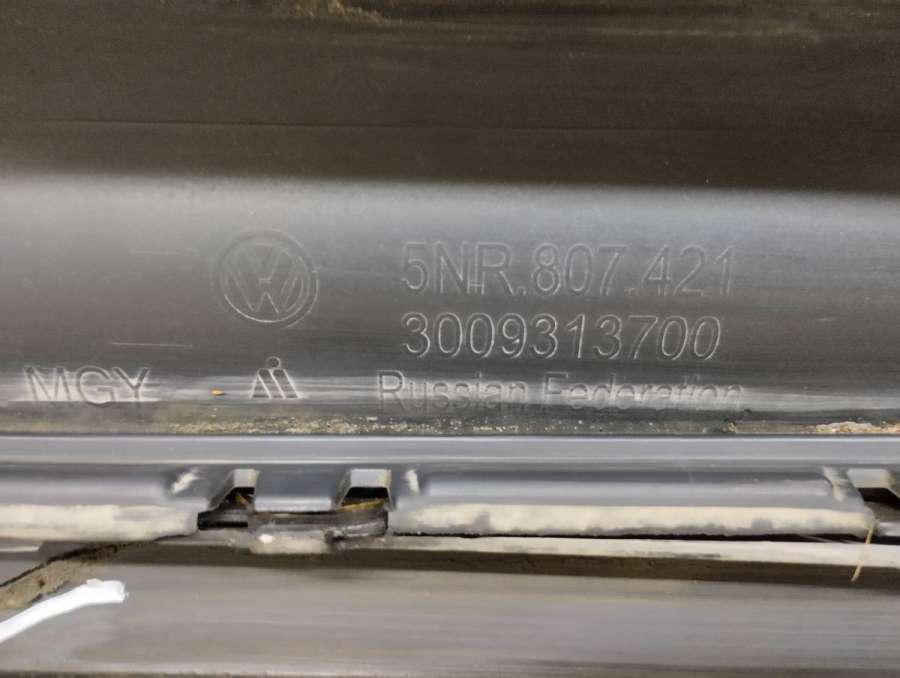 5NR.807.421
3009313700
MGY
Russian Federation